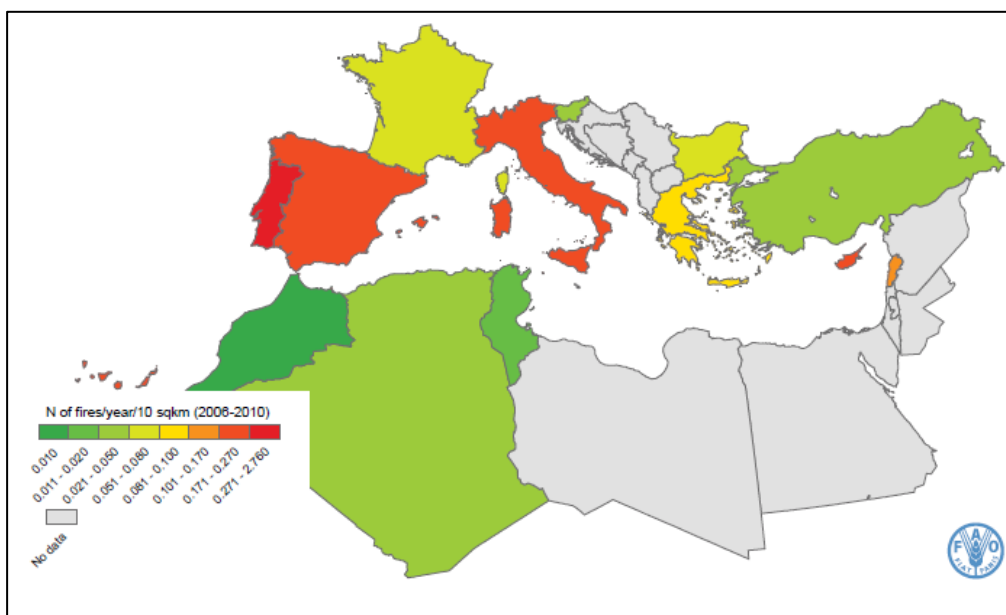 N of fires/year/10 sqkm (2006-2010)
0.010
0.011 - 0.020
0.021 - 0.050
0.051 - 0.080
0.081 - 0.100
0.101 - 0.170
0.171 - 0.270
0.271 - 2.760
No data
F A O
FIAT PANIS